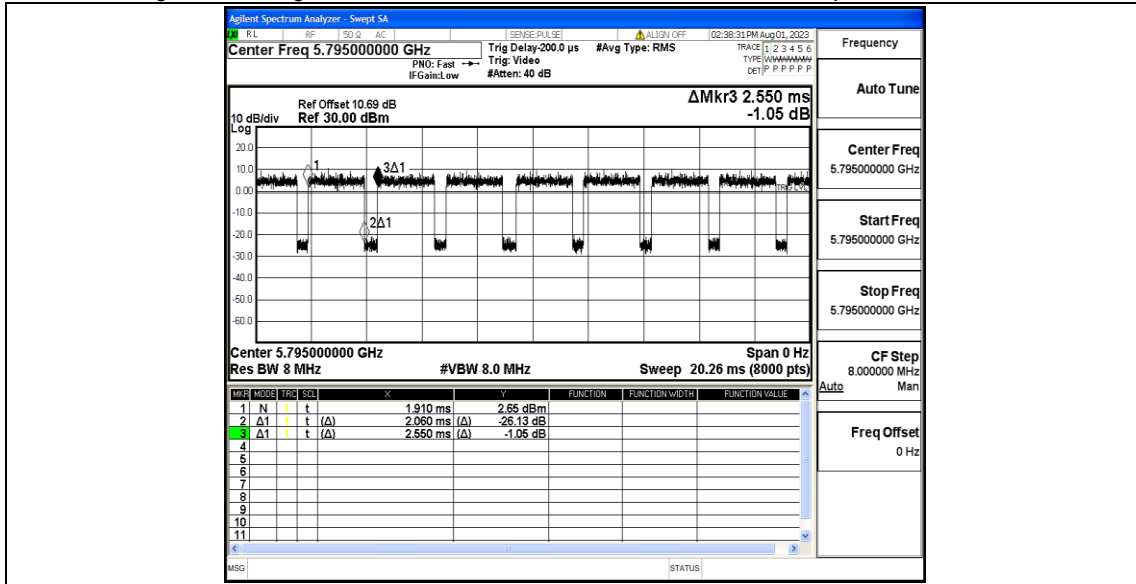 Agilent Spectrum Analyzer - Swept SA
RL RF 50 Ω AC SENSE:PULSE ALIGN OFF 02:38:31 PM Aug 01, 2023
Center Freq 5.795000000 GHz
PNO: Fast
IFGain:Low
Trig Delay-200.0 µs
Trig: Video
#Atten: 40 dB
#Avg Type: RMS
TRACE 1 2 3 4 5 6
TYPE
DET P P P P P P
Frequency
Auto Tune
ΔMkr3 2.550 ms
-1.05 dB
Ref Offset 10.69 dB
10 dB/div Ref 30.00 dBm
Log
20.0
10.0
0.00
-10.0
-20.0
-30.0
-40.0
-50.0
-60.0
1
3Δ1
2Δ1
TRIG LVL
Center Freq
5.795000000 GHz
Start Freq
5.795000000 GHz
Stop Freq
5.795000000 GHz
CF Step
8.000000 MHz
Auto Man
Freq Offset
0 Hz
Center 5.795000000 GHz Span 0 Hz
Res BW 8 MHz #VBW 8.0 MHz Sweep 20.26 ms (8000 pts)
MKR MODE TRC SCL X Y FUNCTION FUNCTION WIDTH FUNCTION VALUE
1 N 1 t 1.910 ms 2.65 dBm
2 Δ1 1 t (Δ) 2.060 ms (Δ) -26.13 dB
3 Δ1 1 t (Δ) 2.550 ms (Δ) -1.05 dB
4
5
6
7
8
9
10
11
MSG STATUS